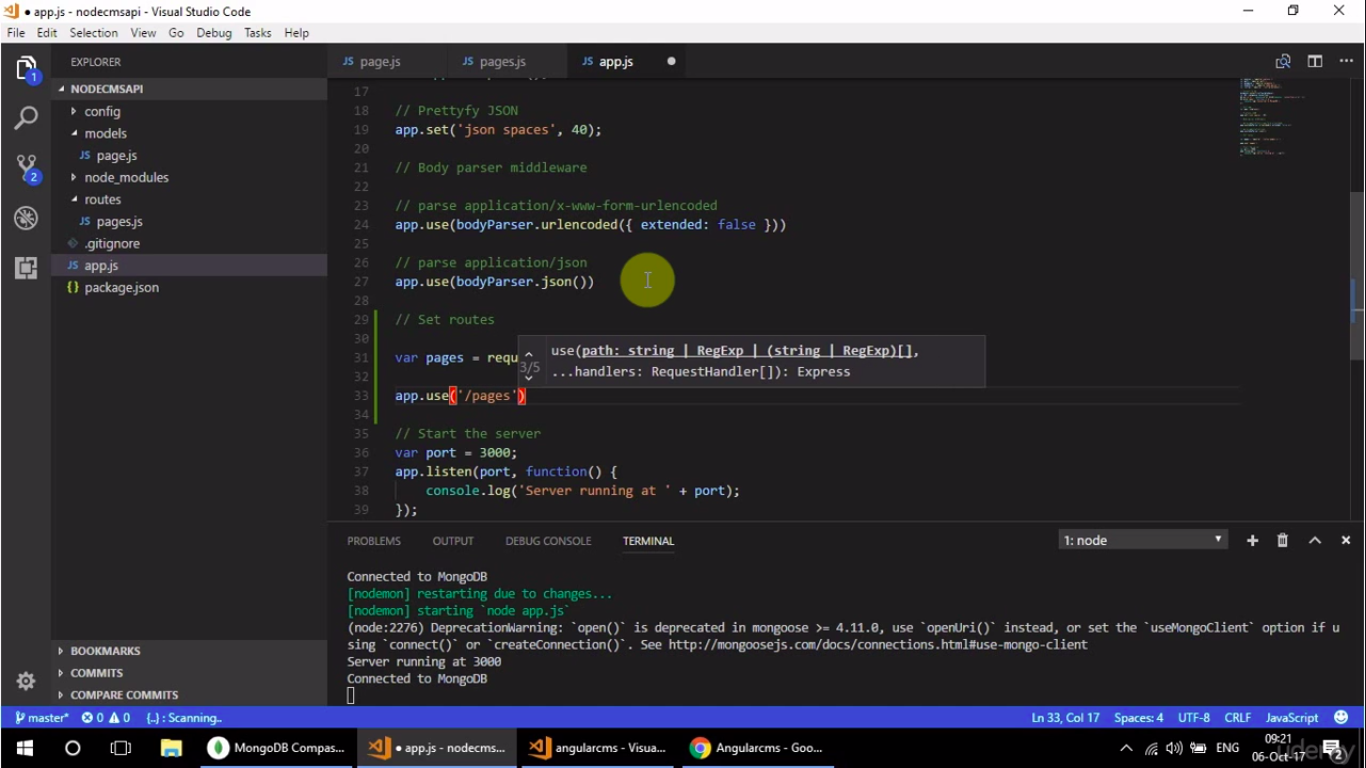 ● app.js - nodecmsapi - Visual Studio Code
File Edit Selection View Go Debug Tasks Help
EXPLORER
NODECMSAPI
config
models
JS page.js
node_modules
routes
JS pages.js
.gitignore
JS app.js
{} package.json
BOOKMARKS
COMMITS
COMPARE COMMITS
1
2
JS page.js JS pages.js JS app.js ●
17
18 // Prettyfy JSON
19 app.set('json spaces', 40);
20
21 // Body parser middleware
22
23 // parse application/x-www-form-urlencoded
24 app.use(bodyParser.urlencoded({ extended: false }))
25
26 // parse application/json
27 app.use(bodyParser.json())
28
29 // Set routes
30
31 var pages = requ
3/5 use(path: string | RegExp | (string | RegExp)[],
...handlers: RequestHandler[]): Express
32
33 app.use('/pages')
34
35 // Start the server
36 var port = 3000;
37 app.listen(port, function() {
38 console.log('Server running at ' + port);
39 });
PROBLEMS OUTPUT DEBUG CONSOLE TERMINAL 1: node
Connected to MongoDB
[nodemon] restarting due to changes...
[nodemon] starting `node app.js`
(node:2276) DeprecationWarning: `open()` is deprecated in mongoose >= 4.11.0, use `openUri()` instead, or set the `useMongoClient` option if u
sing `connect()` or `createConnection()`. See http://mongoosejs.com/docs/connections.html#use-mongo-client
Server running at 3000
Connected to MongoDB
master* 0 0 {..} : Scanning.. Ln 33, Col 17 Spaces: 4 UTF-8 CRLF JavaScript
MongoDB Compas... ● app.js - nodecms... angularcms - Visua... Angularcms - Goo... ENG 09:21
06-Oct-17 2
udemy